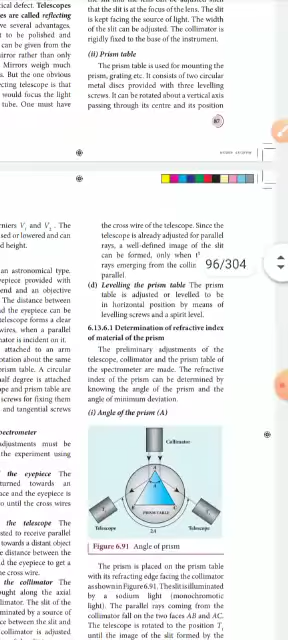 tical defect. Telescopes
es are called reflecting
ve several advantages,
t to be polished and
can be given from the
irror rather than only
Mirrors weigh much
s. But the one obvious
ecting telescope is that
would focus the light
tube. One must have
that the slit is at the focus of the lens. The slit
is kept facing the source of light. The width
of the slit can be adjusted. The collimator is
rigidly fixed to the base of the instrument.
(ii) Prism table
The prism table is used for mounting the
prism, grating etc. It consists of two circular
metal discs provided with three levelling
screws. It can be rotated about a vertical axis
passing through its centre and its position
87
96/304
rniers V1 and V2. The
sed or lowered and can
d height.
an astronomical type.
yepiece provided with
end and an objective
The distance between
d the eyepiece can be
telescope forms a clear
wires, when a parallel
nator is incident on it.
attached to an arm
otation about the same
prism table. A circular
half degree is attached
ope and prism table are
screws for fixing them
and tangential screws
spectrometer
adjustments must be
the experiment using
the eyepiece The
turned towards an
ace and the eyepiece is
o until the cross wires
the telescope The
sted to receive parallel
towards a distant object
e distance between the
d the eyepiece to get a
he cross wire.
the collimator The
ought along the axial
llimator. The slit of the
minated by a source of
ce between the slit and
collimator is adjusted
the cross wire of the telescope. Since the
telescope is already adjusted for parallel
rays, a well-defined image of the slit
can be formed, only when t
rays emerging from the collin
parallel.
(d) Levelling the prism table The prism
table is adjusted or levelled to be
in horizontal position by means of
levelling screws and a spirit level.
6.13.6.1 Determination of refractive index
of material of the prism
The preliminary adjustments of the
telescope, collimator and the prism table of
the spectrometer are made. The refractive
index of the prism can be determined by
knowing the angle of the prism and the
angle of minimum deviation.
(i) Angle of the prism (A)
Collimator
A
PRISM TABLE
Telescope
2A
Telescope
Figure 6.91 Angle of prism
The prism is placed on the prism table
with its refracting edge facing the collimator
as shown in Figure 6.91. The slit is illuminated
by a sodium light (monochromotic
light). The parallel rays coming from the
collimator fall on the two faces AB and AC.
The telescope is rotated to the position T1
until the image of the slit formed by the